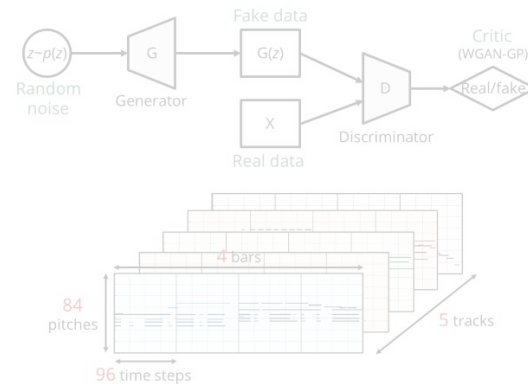 Fake data
z~p(z)
G
G(z)
Critic
(WGAN-GP)
Random
noise
Generator
D
Real/fake
X
Discriminator
Real data
4 bars
84
pitches
5 tracks
96 time steps